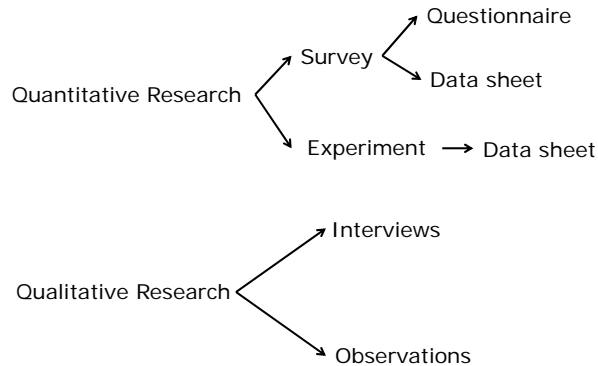 Questionnaire
Survey
Data sheet
Quantitative Research
Experiment
Data sheet
Interviews
Qualitative Research
Observations